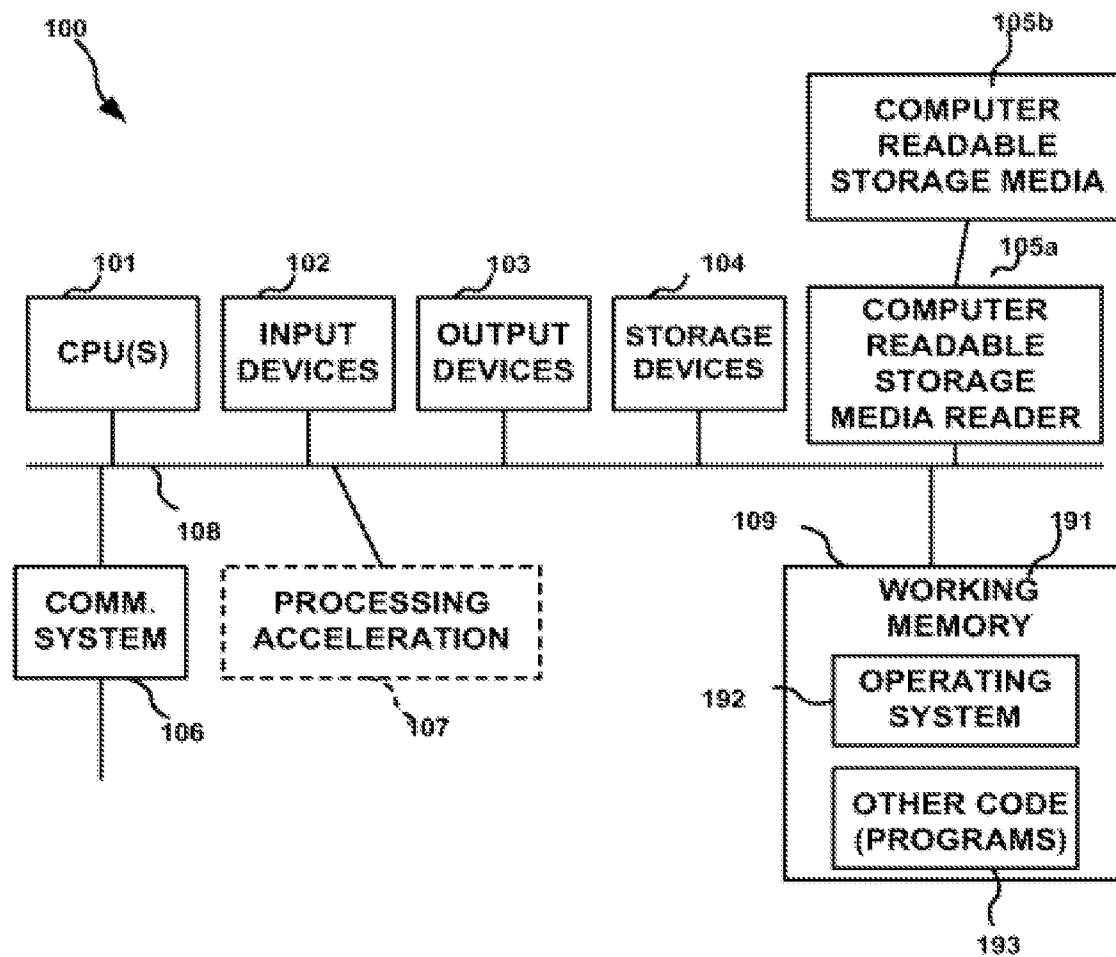 100
105b
COMPUTER
READABLE
STORAGE MEDIA
101
102
103
104
105a
CPU(S)
INPUT
DEVICES
OUTPUT
DEVICES
STORAGE
DEVICES
COMPUTER
READABLE
STORAGE
MEDIA READER
108
109
191
COMM.
SYSTEM
PROCESSING
ACCELERATION
WORKING
MEMORY
106
107
192
OPERATING
SYSTEM
OTHER CODE
(PROGRAMS)
193